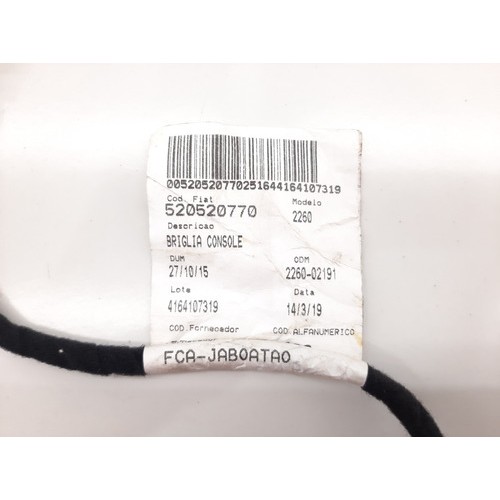 00520520770251644164107319
Cod. Fiat Modelo
520520770 2260
Descricao
BRIGLIA CONSOLE
DUM ODM
27/10/15 2260-02191
Lote Data
4164107319 14/3/19
COD Fornecedor COD ALFANUMERICO
FCA-JABOATAO